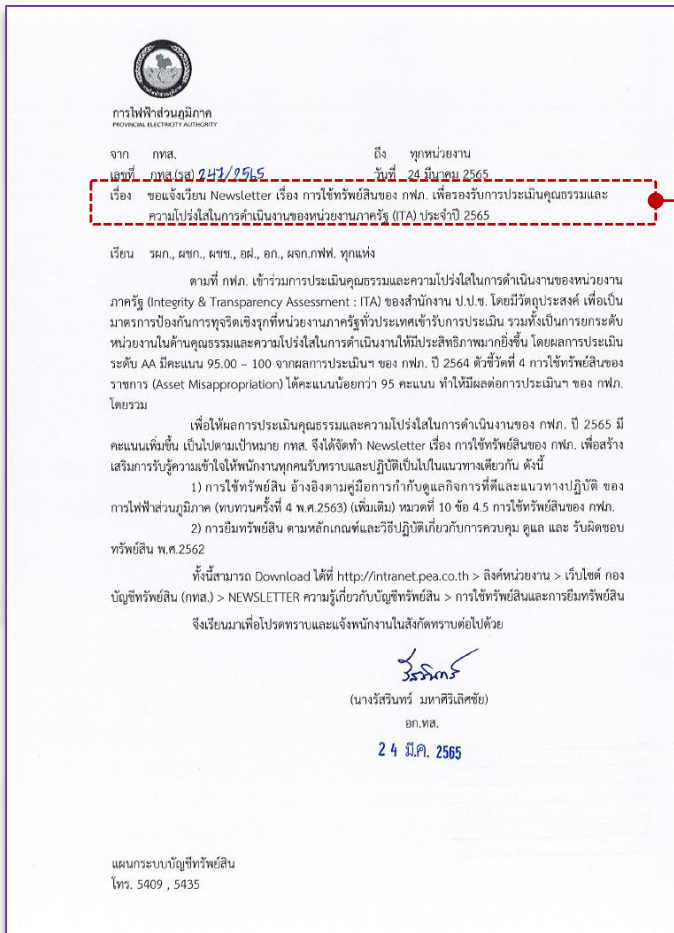 การไฟฟ้าส่วนภูมิภาค
PROVINCIAL ELECTRICITY AUTHORITY
จาก กทส. ถึง ทุกหน่วยงาน
เลขที่ กทส.(รส) 247/2565 วันที่ 24 มีนาคม 2565
เรื่อง ขอแจ้งเวียน Newsletter เรื่อง การใช้ทรัพย์สินของ กฟภ. เพื่อรองรับการประเมินคุณธรรมและ
ความโปร่งใสในการดำเนินงานของหน่วยงานภาครัฐ (ITA) ประจำปี 2565
เรียน รผก., ผชก., ผชช., อฝ., อก., ผจก.กฟฟ. ทุกแห่ง
ตามที่ กฟภ. เข้าร่วมการประเมินคุณธรรมและความโปร่งใสในการดำเนินงานของหน่วยงาน
ภาครัฐ (Integrity & Transparency Assessment : ITA) ของสำนักงาน ป.ป.ช. โดยมีวัตถุประสงค์ เพื่อเป็น
มาตรการป้องกันการทุจริตเชิงรุกที่หน่วยงานภาครัฐทั่วประเทศเข้ารับการประเมิน รวมทั้งเป็นการยกระดับ
หน่วยงานในด้านคุณธรรมและความโปร่งใสในการดำเนินงานให้มีประสิทธิภาพมากยิ่งขึ้น โดยผลการประเมิน
ระดับ AA มีคะแนน 95.00 – 100 จากผลการประเมินฯ ของ กฟภ. ปี 2564 ตัวชี้วัดที่ 4 การใช้ทรัพย์สินของ
ราชการ (Asset Misappropriation) ได้คะแนนน้อยกว่า 95 คะแนน ทำให้มีผลต่อการประเมินฯ ของ กฟภ.
โดยรวม
เพื่อให้ผลการประเมินคุณธรรมและความโปร่งใสในการดำเนินงานของ กฟภ. ปี 2565 มี
คะแนนเพิ่มขึ้น เป็นไปตามเป้าหมาย กทส. จึงได้จัดทำ Newsletter เรื่อง การใช้ทรัพย์สินของ กฟภ. เพื่อสร้าง
เสริมการรับรู้ความเข้าใจให้พนักงานทุกคนรับทราบและปฏิบัติเป็นไปในแนวทางเดียวกัน ดังนี้
1) การใช้ทรัพย์สิน อ้างอิงตามคู่มือการกำกับดูแลกิจการที่ดีและแนวทางปฏิบัติ ของ
การไฟฟ้าส่วนภูมิภาค (ทบทวนครั้งที่ 4 พ.ศ.2563) (เพิ่มเติม) หมวดที่ 10 ข้อ 4.5 การใช้ทรัพย์สินของ กฟภ.
2) การยืมทรัพย์สิน ตามหลักเกณฑ์และวิธีปฏิบัติเกี่ยวกับการควบคุม ดูแล และ รับผิดชอบ
ทรัพย์สิน พ.ศ.2562
ทั้งนี้สามารถ Download ได้ที่ http://intranet.pea.co.th > ลิงค์หน่วยงาน > เว็บไซต์ กอง
บัญชีทรัพย์สิน (กทส.) > NEWSLETTER ความรู้เกี่ยวกับบัญชีทรัพย์สิน > การใช้ทรัพย์สินและการยืมทรัพย์สิน
จึงเรียนมาเพื่อโปรดทราบและแจ้งพนักงานในสังกัดทราบต่อไปด้วย
(นางรัสรินทร์ มหาศิริเลิศชัย)
อก.ทส.
24 มี.ค. 2565
แผนกระบบบัญชีทรัพย์สิน
โทร. 5409 , 5435